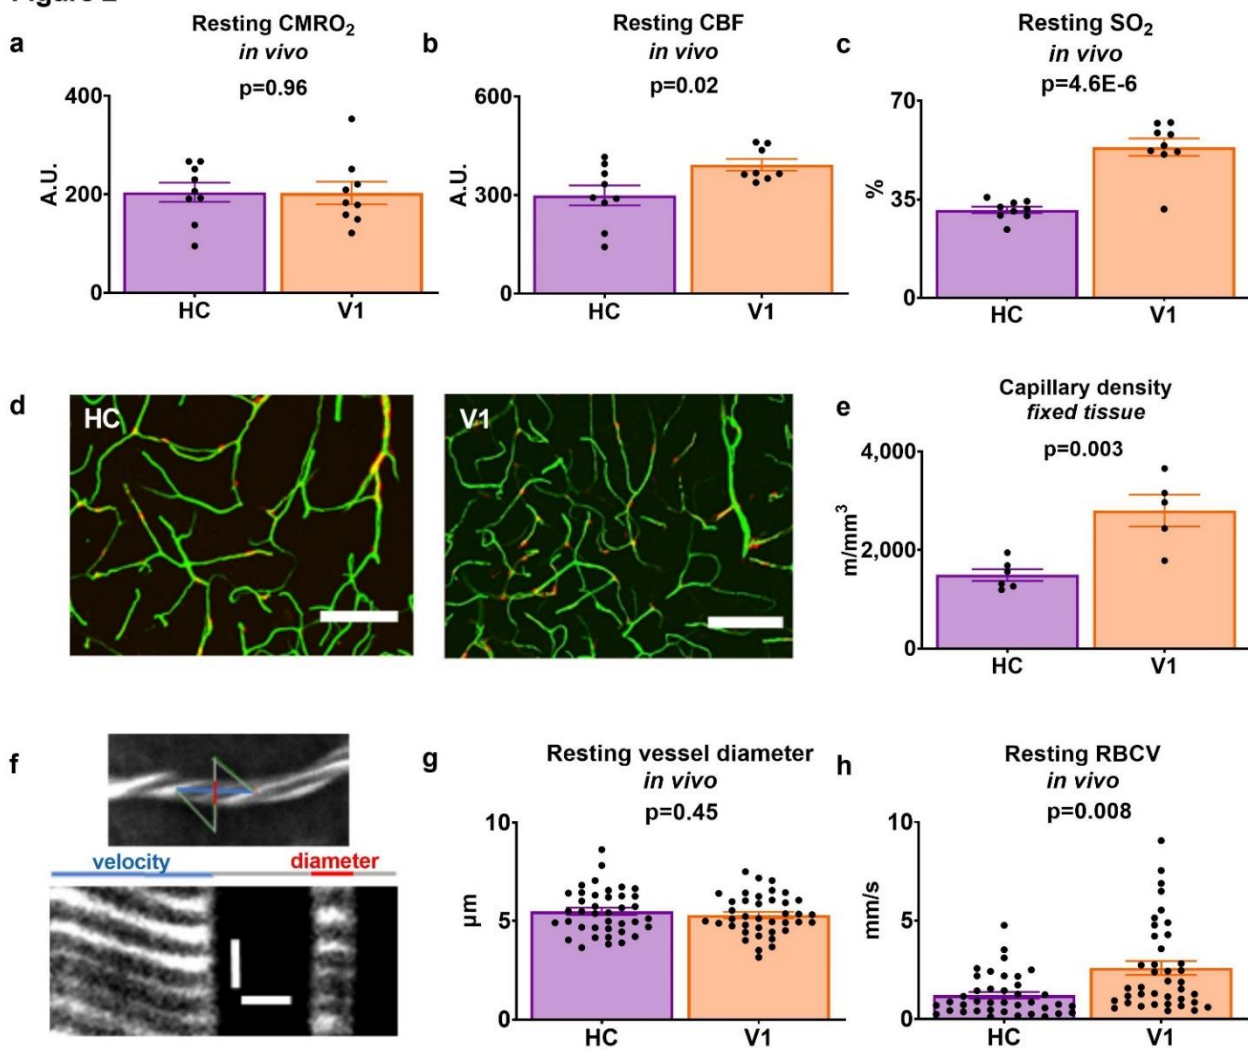 a
Resting CMRO₂
in vivo
p=0.96
400
200
0
A.U.
HC
V1
b
Resting CBF
in vivo
p=0.02
600
300
0
A.U.
HC
V1
c
Resting SO₂
in vivo
p=4.6E-6
70
35
0
%
HC
V1
d
HC
V1
e
Capillary density
fixed tissue
p=0.003
4,000
2,000
0
m/mm³
HC
V1
f
velocity
diameter
g
Resting vessel diameter
in vivo
p=0.45
10
5
0
µm
HC
V1
h
Resting RBCV
in vivo
p=0.008
10
5
0
mm/s
HC
V1